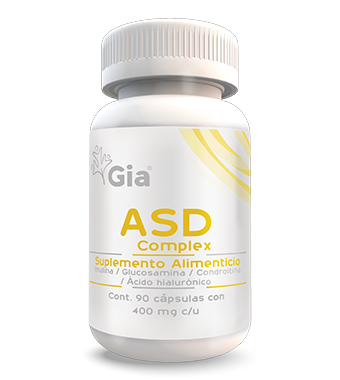 Gia®
ASD
Complex
Suplemento Alimenticio
Inulina / Glucosamina / Condroitina
/ Ácido hialurónico
Cont. 90 cápsulas con
400 mg c/u